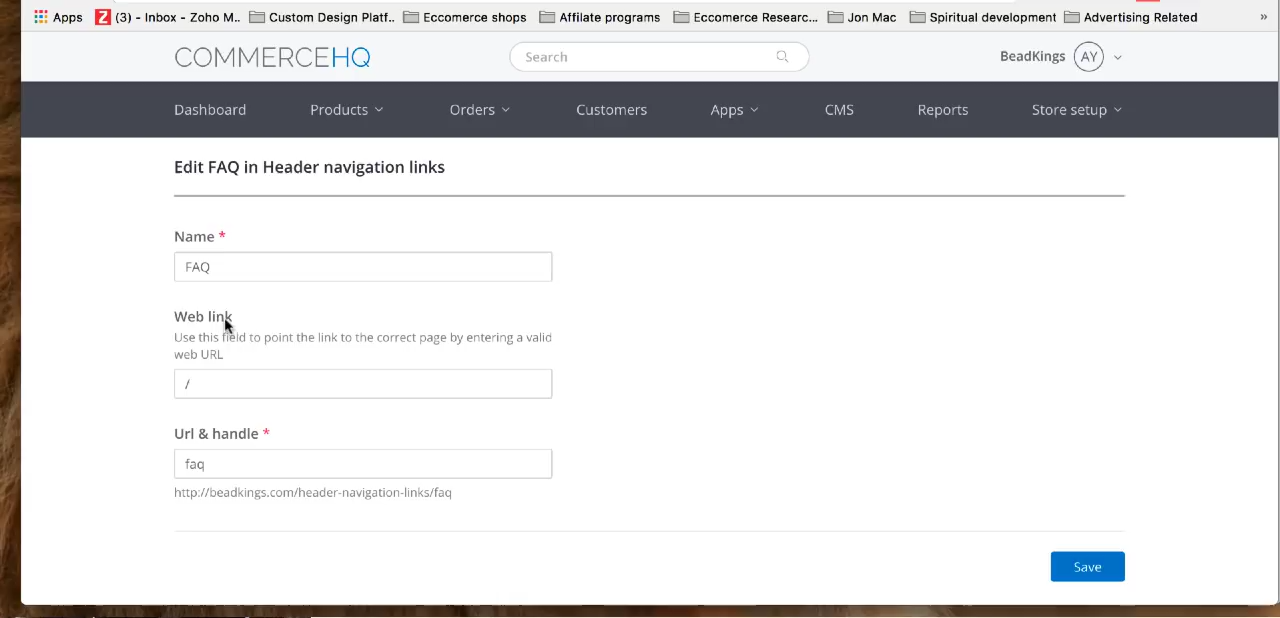 Apps (3) - Inbox - Zoho M.. Custom Design Platf.. Eccomerce shops Affilate programs Eccomerce Researc... Jon Mac Spiritual development Advertising Related »
COMMERCEHQ Search BeadKings AY
Dashboard Products Orders Customers Apps CMS Reports Store setup
Edit FAQ in Header navigation links
Name *
FAQ
Web link
Use this field to point the link to the correct page by entering a valid
web URL
/
Url & handle *
faq
http://beadkings.com/header-navigation-links/faq
Save